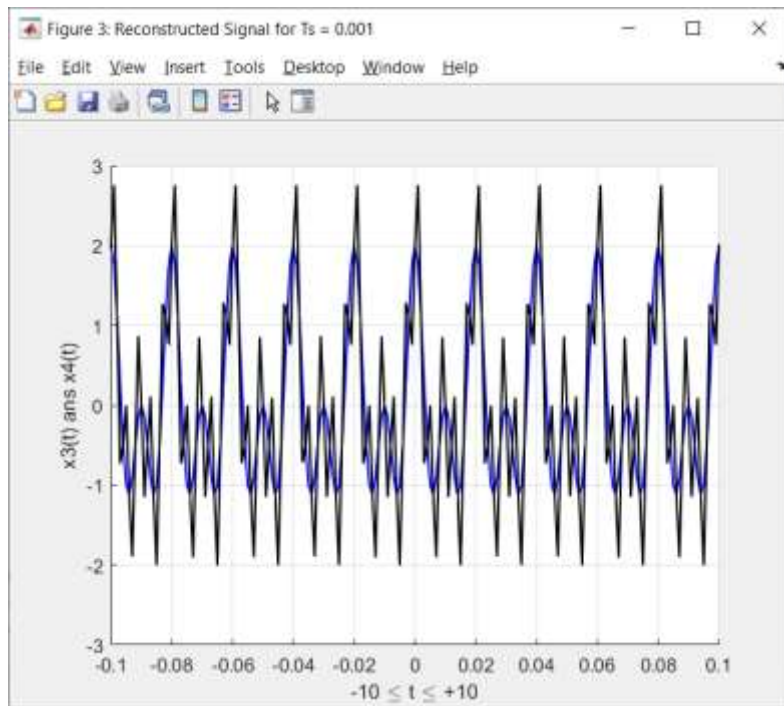 Figure 3: Reconstructed Signal for Ts = 0.001
File Edit View Insert Tools Desktop Window Help
3
2
1
0
-1
-2
-3
x3(t) ans x4(t)
-0.1 -0.08 -0.06 -0.04 -0.02 0 0.02 0.04 0.06 0.08 0.1
-10 ≤ t ≤ +10